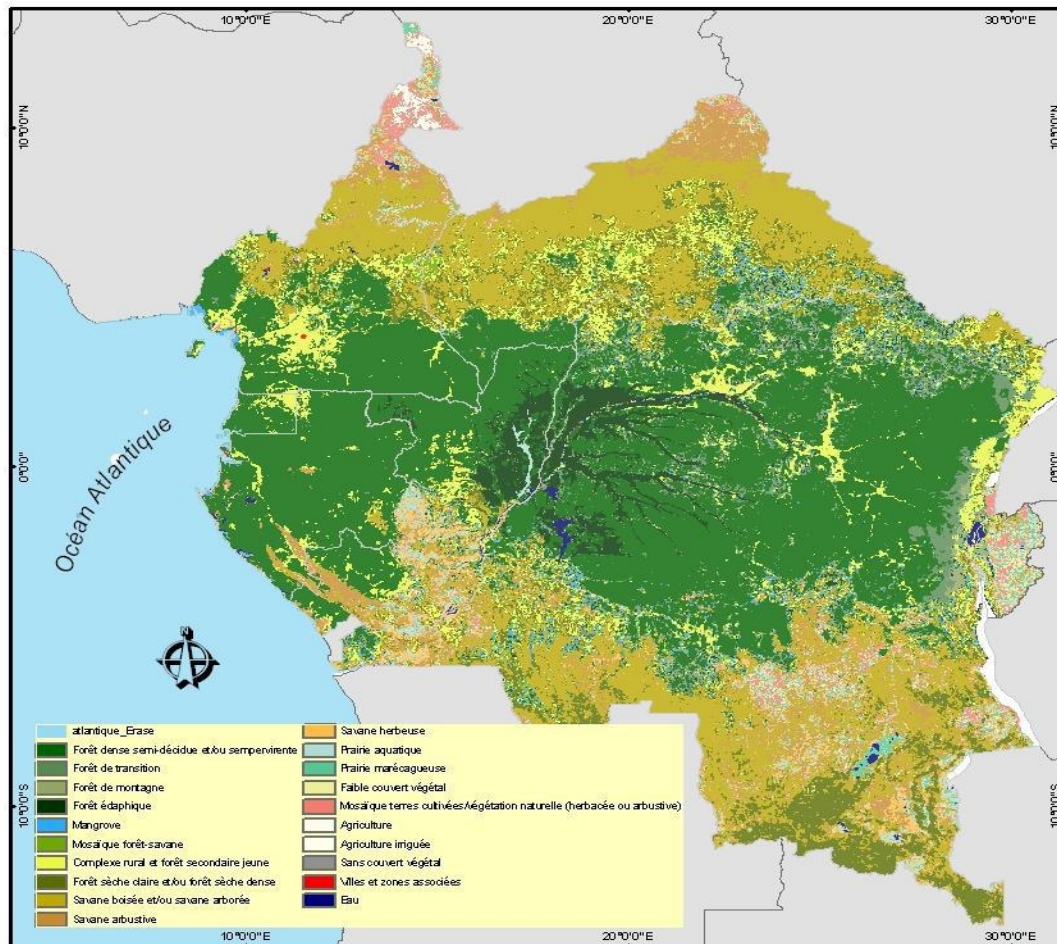 10°0'0"E 20°0'0"E 30°0'0"E
10°0'0"N 10°0'0"N
0°0'0" 0°0'0"
Océan Atlantique
N
10°0'0"S 10°0'0"S
atlantique_Erase
Forêt dense semi-décidue et/ou sempervirente
Forêt de transition
Forêt de montagne
Forêt édaphique
Mangrove
Mosaïque forêt-savane
Complexe rural et forêt secondaire jeune
Forêt sèche claire et/ou forêt sèche dense
Savane boisée et/ou savane arborée
Savane arbustive
Savane herbeuse
Prairie aquatique
Prairie marécageuse
Faible couvert végétal
Mosaïque terres cultivées/végétation naturelle (herbacée ou arbustive)
Agriculture
Agriculture irriguée
Sans couvert végétal
Villes et zones associées
Eau
10°0'0"E 20°0'0"E 30°0'0"E